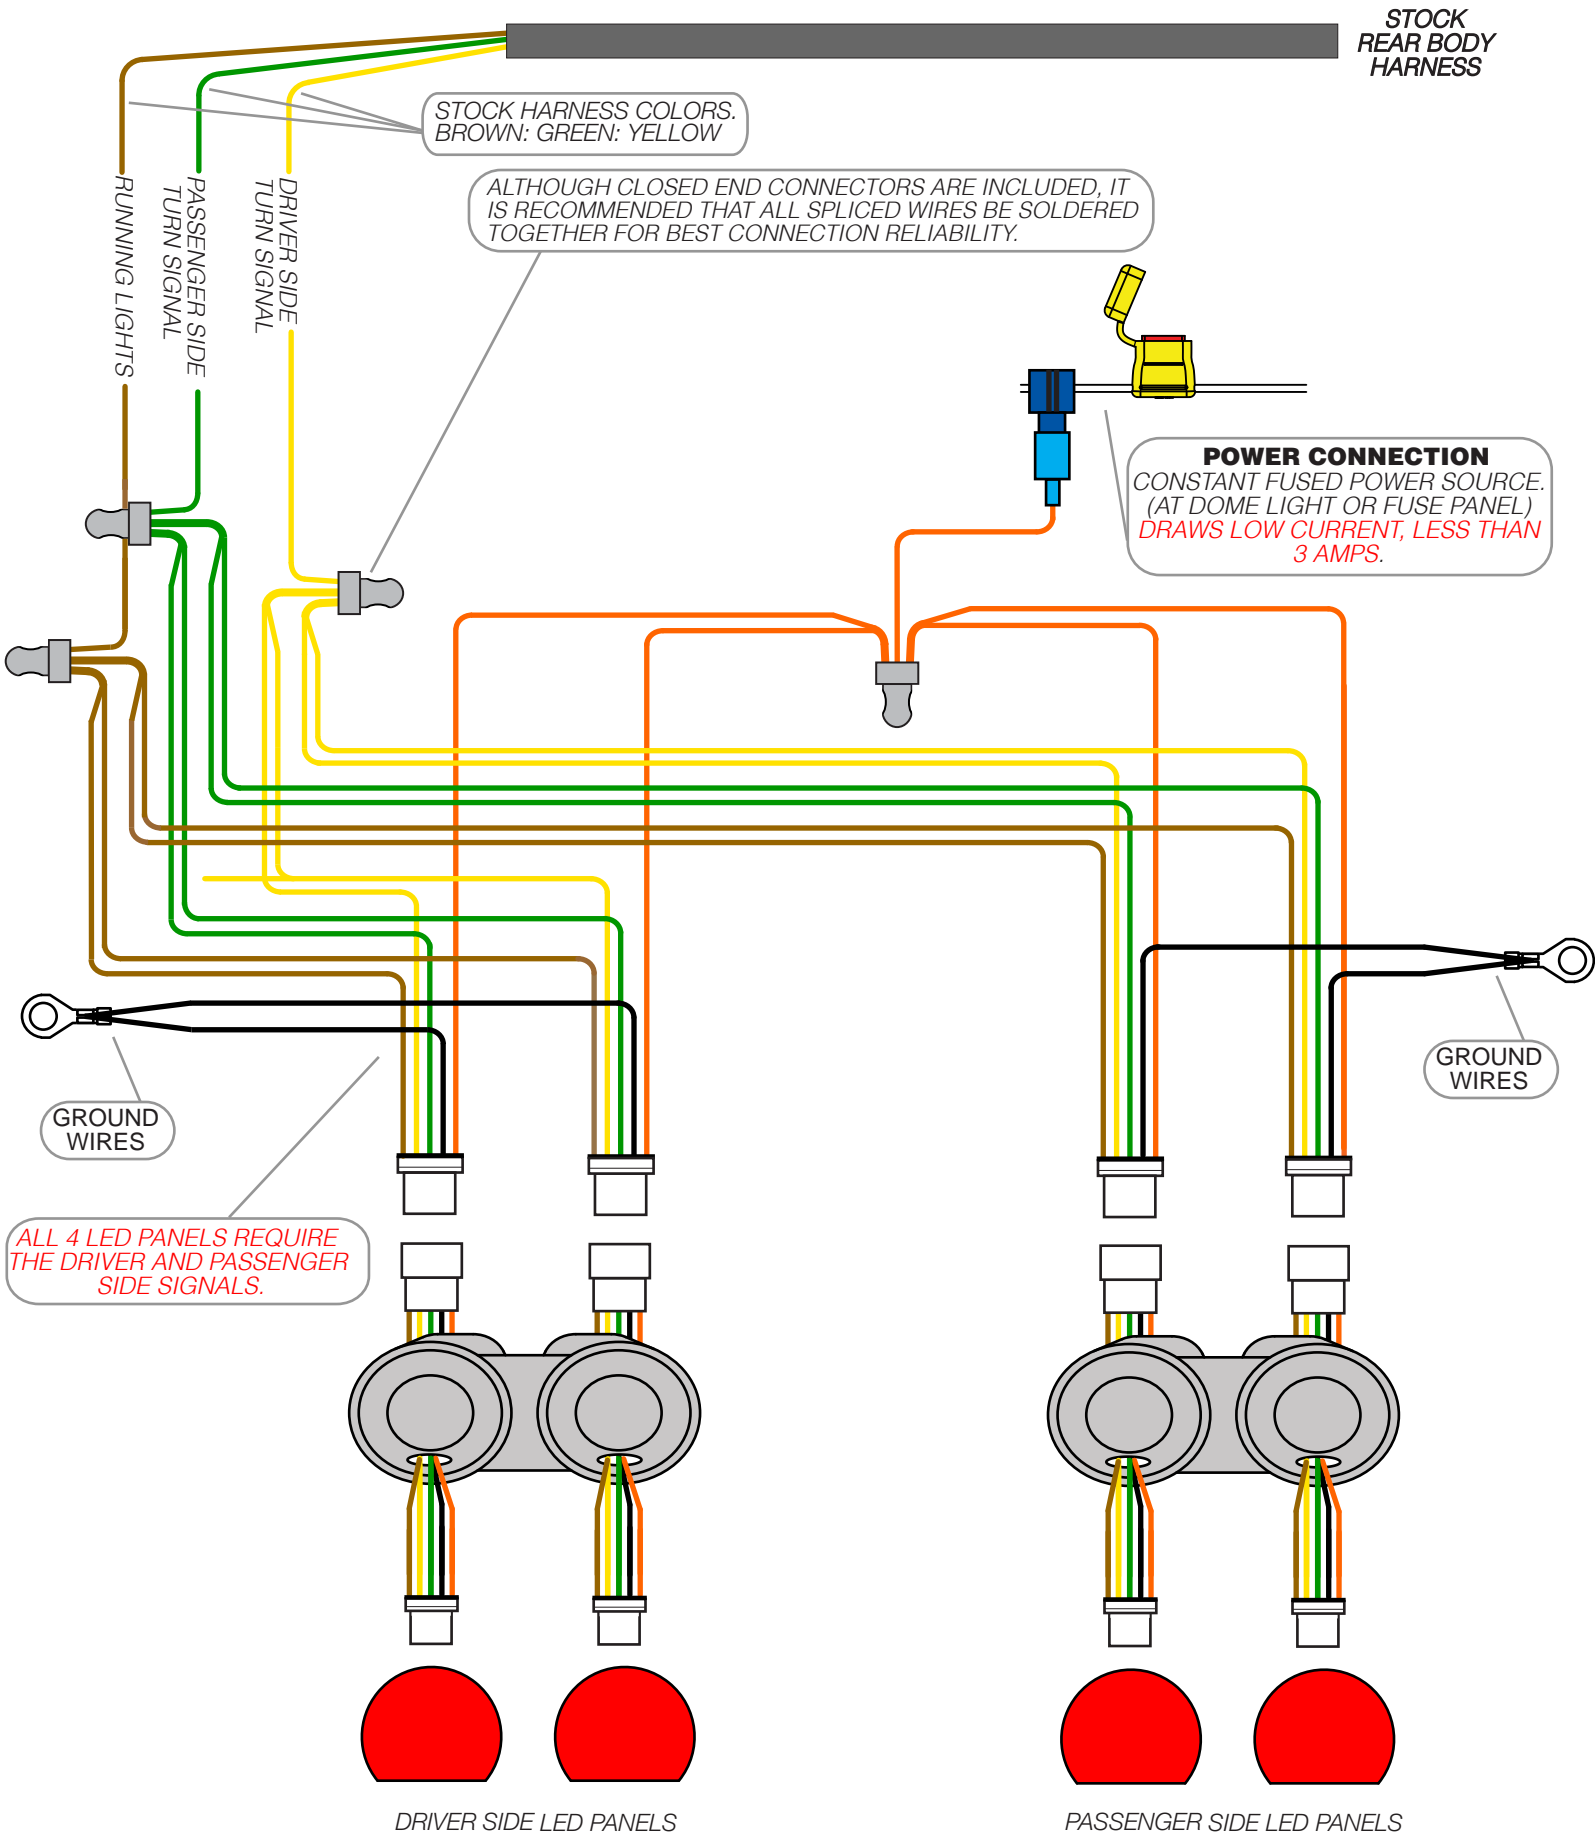 STOCK
REAR BODY
HARNESS
STOCK HARNESS COLORS.
BROWN: GREEN: YELLOW
RUNNING LIGHTS
PASSENGER SIDE
TURN SIGNAL
DRIVER SIDE
TURN SIGNAL
ALTHOUGH CLOSED END CONNECTORS ARE INCLUDED, IT
IS RECOMMENDED THAT ALL SPLICED WIRES BE SOLDERED
TOGETHER FOR BEST CONNECTION RELIABILITY.
POWER CONNECTION
CONSTANT FUSED POWER SOURCE.
(AT DOME LIGHT OR FUSE PANEL)
DRAWS LOW CURRENT, LESS THAN
3 AMPS.
GROUND
WIRES
GROUND
WIRES
ALL 4 LED PANELS REQUIRE
THE DRIVER AND PASSENGER
SIDE SIGNALS.
DRIVER SIDE LED PANELS
PASSENGER SIDE LED PANELS